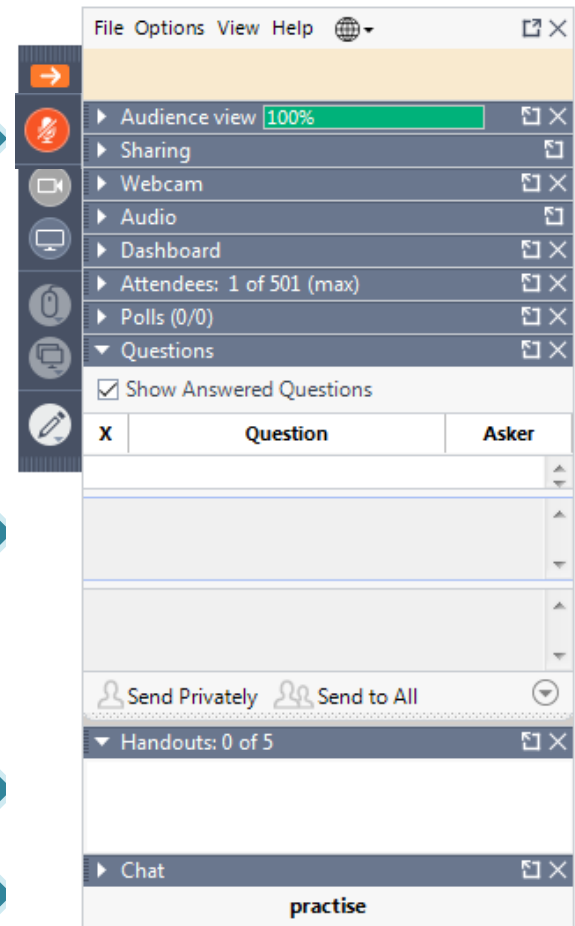 File Options View Help
Audience view 100%
Sharing
Webcam
Audio
Dashboard
Attendees: 1 of 501 (max)
Polls (0/0)
Questions
Show Answered Questions
X Question Asker
Send Privately Send to All
Handouts: 0 of 5
Chat
practise